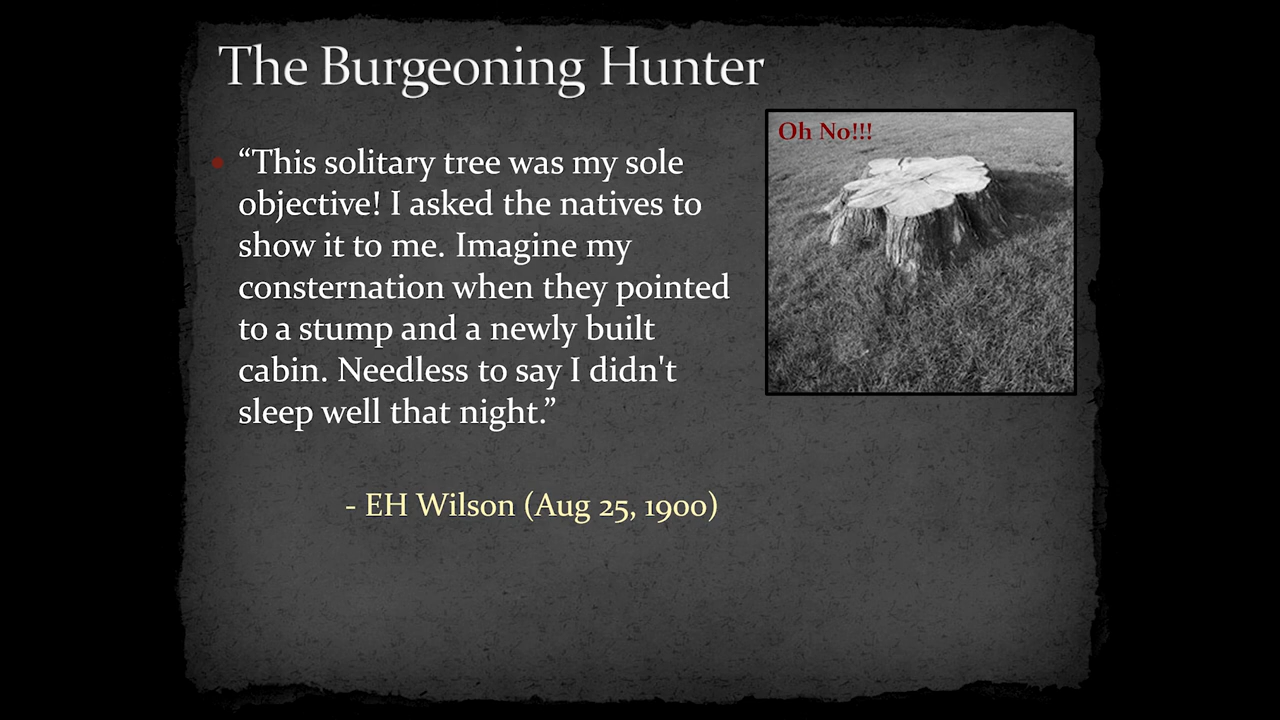 The Burgeoning Hunter
Oh No!!!
“This solitary tree was my sole
objective! I asked the natives to
show it to me. Imagine my
consternation when they pointed
to a stump and a newly built
cabin. Needless to say I didn't
sleep well that night.”
- EH Wilson (Aug 25, 1900)